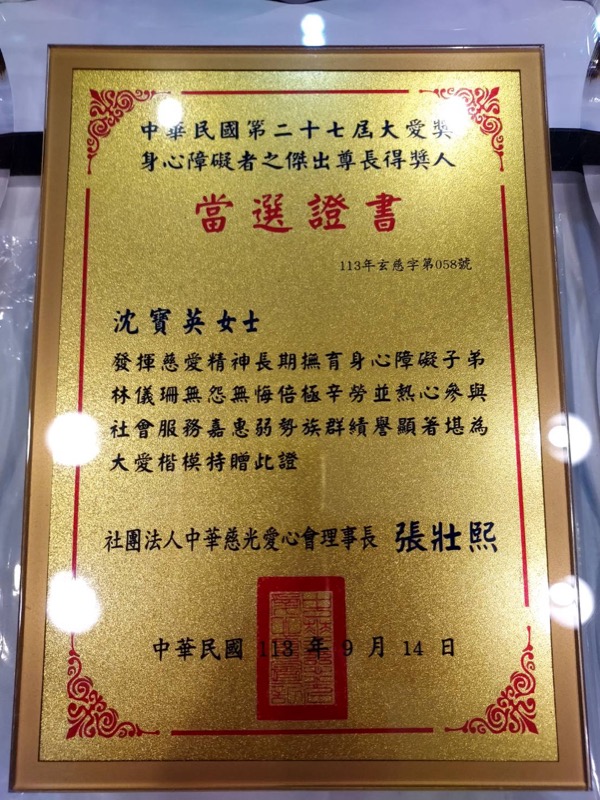 中華民國第二十七屆大愛獎
身心障礙者之傑出尊長得獎人
當選證書
113年玄慈字第058號
沈寶英女士
發揮慈愛精神長期撫育身心障礙子弟
林儀珊無怨無悔倍極辛勞並熱心參與
社會服務嘉惠弱勢族群績譽顯著堪為
大愛楷模特贈此證
社團法人中華慈光愛心會理事長 張壯熙
中華民國 113 年 9 月 14 日